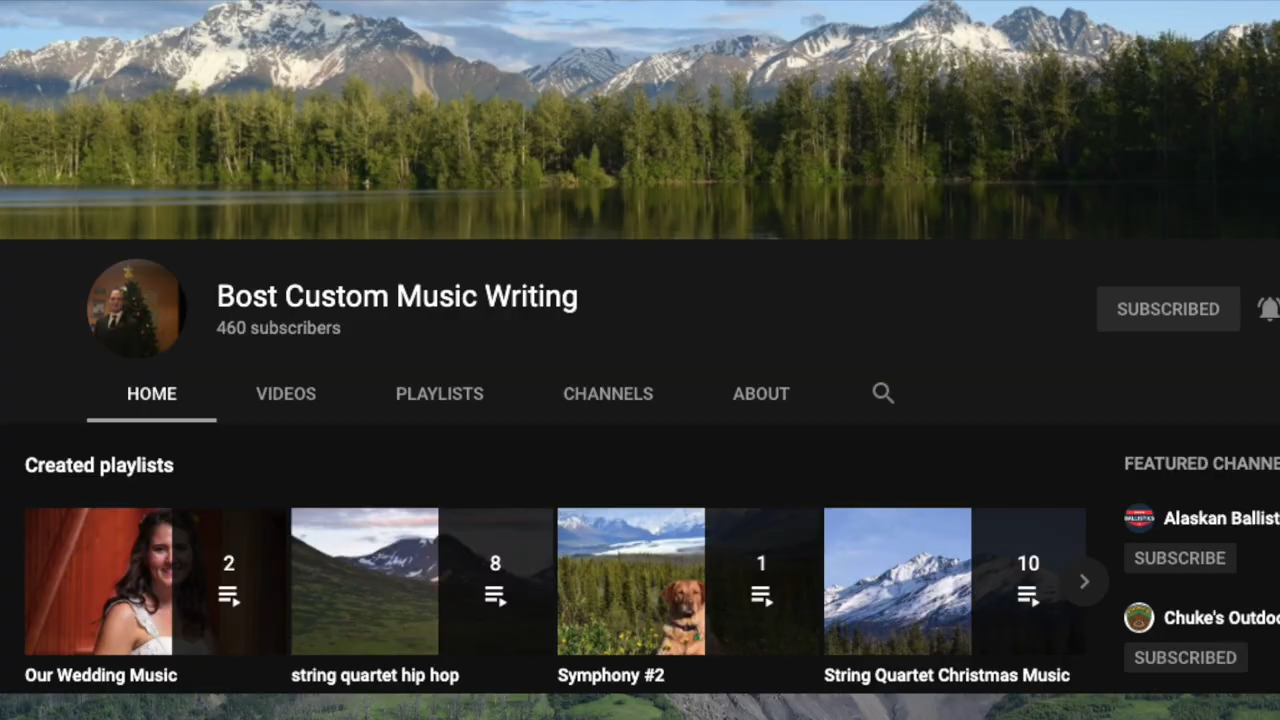 Bost Custom Music Writing
460 subscribers
SUBSCRIBED
HOME
VIDEOS
PLAYLISTS
CHANNELS
ABOUT
Created playlists
2
8
1
10
Our Wedding Music
string quartet hip hop
Symphony #2
String Quartet Christmas Music
FEATURED CHANNE
BALLISTICS
Alaskan Ballist
SUBSCRIBE
Chuke's Outdoo
SUBSCRIBED